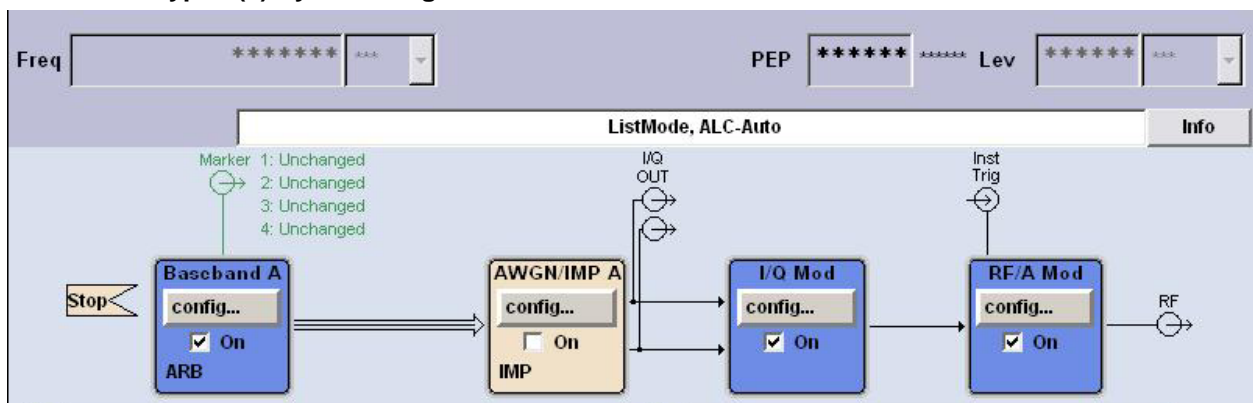 Freq ******* *** PEP ****** ****** Lev ****** ***
ListMode, ALC-Auto Info
Marker 1: Unchanged
2: Unchanged
3: Unchanged
4: Unchanged
I/Q
OUT
Inst
Trig
Stop
Baseband A
config...
On
ARB
AWGN/IMP A
config...
On
IMP
I/Q Mod
config...
On
RF/A Mod
config...
On
RF